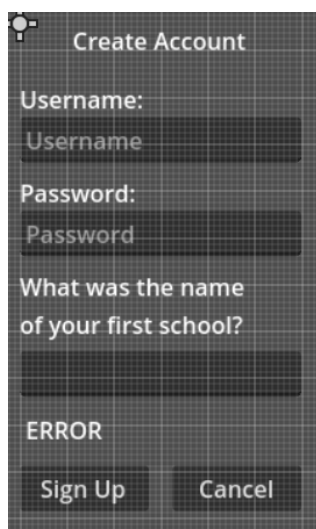 Create Account
Username:
Username
Password:
Password
What was the name
of your first school?
ERROR
Sign Up Cancel